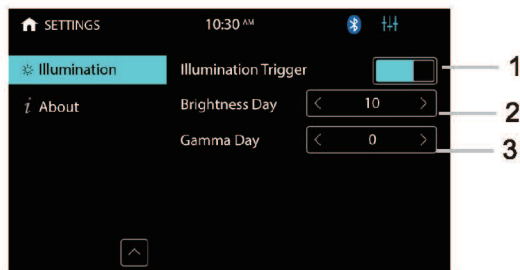 SETTINGS 10:30 AM
Illumination Illumination Trigger 1
i About Brightness Day < 10 > 2
Gamma Day < 0 > 3